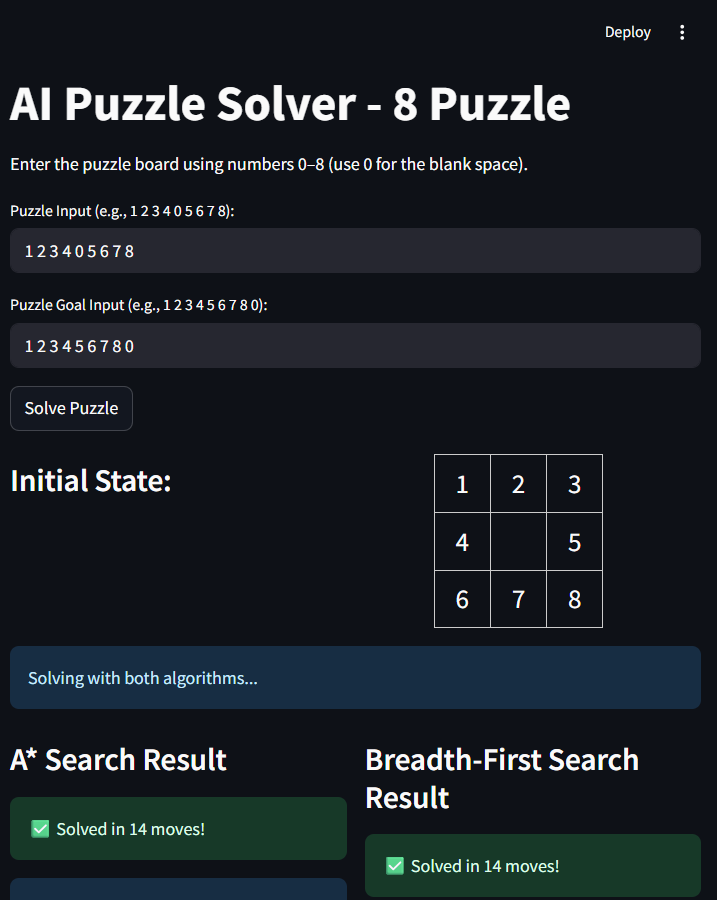 Deploy
AI Puzzle Solver - 8 Puzzle
Enter the puzzle board using numbers 0–8 (use 0 for the blank space).
Puzzle Input (e.g., 1 2 3 4 0 5 6 7 8):
1 2 3 4 0 5 6 7 8
Puzzle Goal Input (e.g., 1 2 3 4 5 6 7 8 0):
1 2 3 4 5 6 7 8 0
Solve Puzzle
Initial State:
1 2 3
4 5
6 7 8
Solving with both algorithms...
A* Search Result
✅ Solved in 14 moves!
Breadth-First Search
Result
✅ Solved in 14 moves!